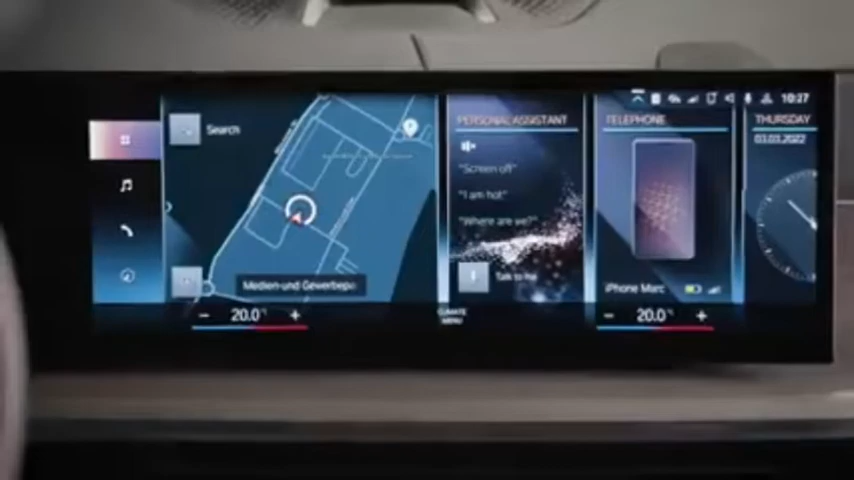 10:27
Search
PERSONAL ASSISTANT
"Screen off"
"I am hot"
"Where are we?"
Talk to me
TELEPHONE
iPhone Marc
THURSDAY
03.03.2022
Medien-und Gewerbepa
- 20.0 +
CLIMATE
MENU
- 20.0 +